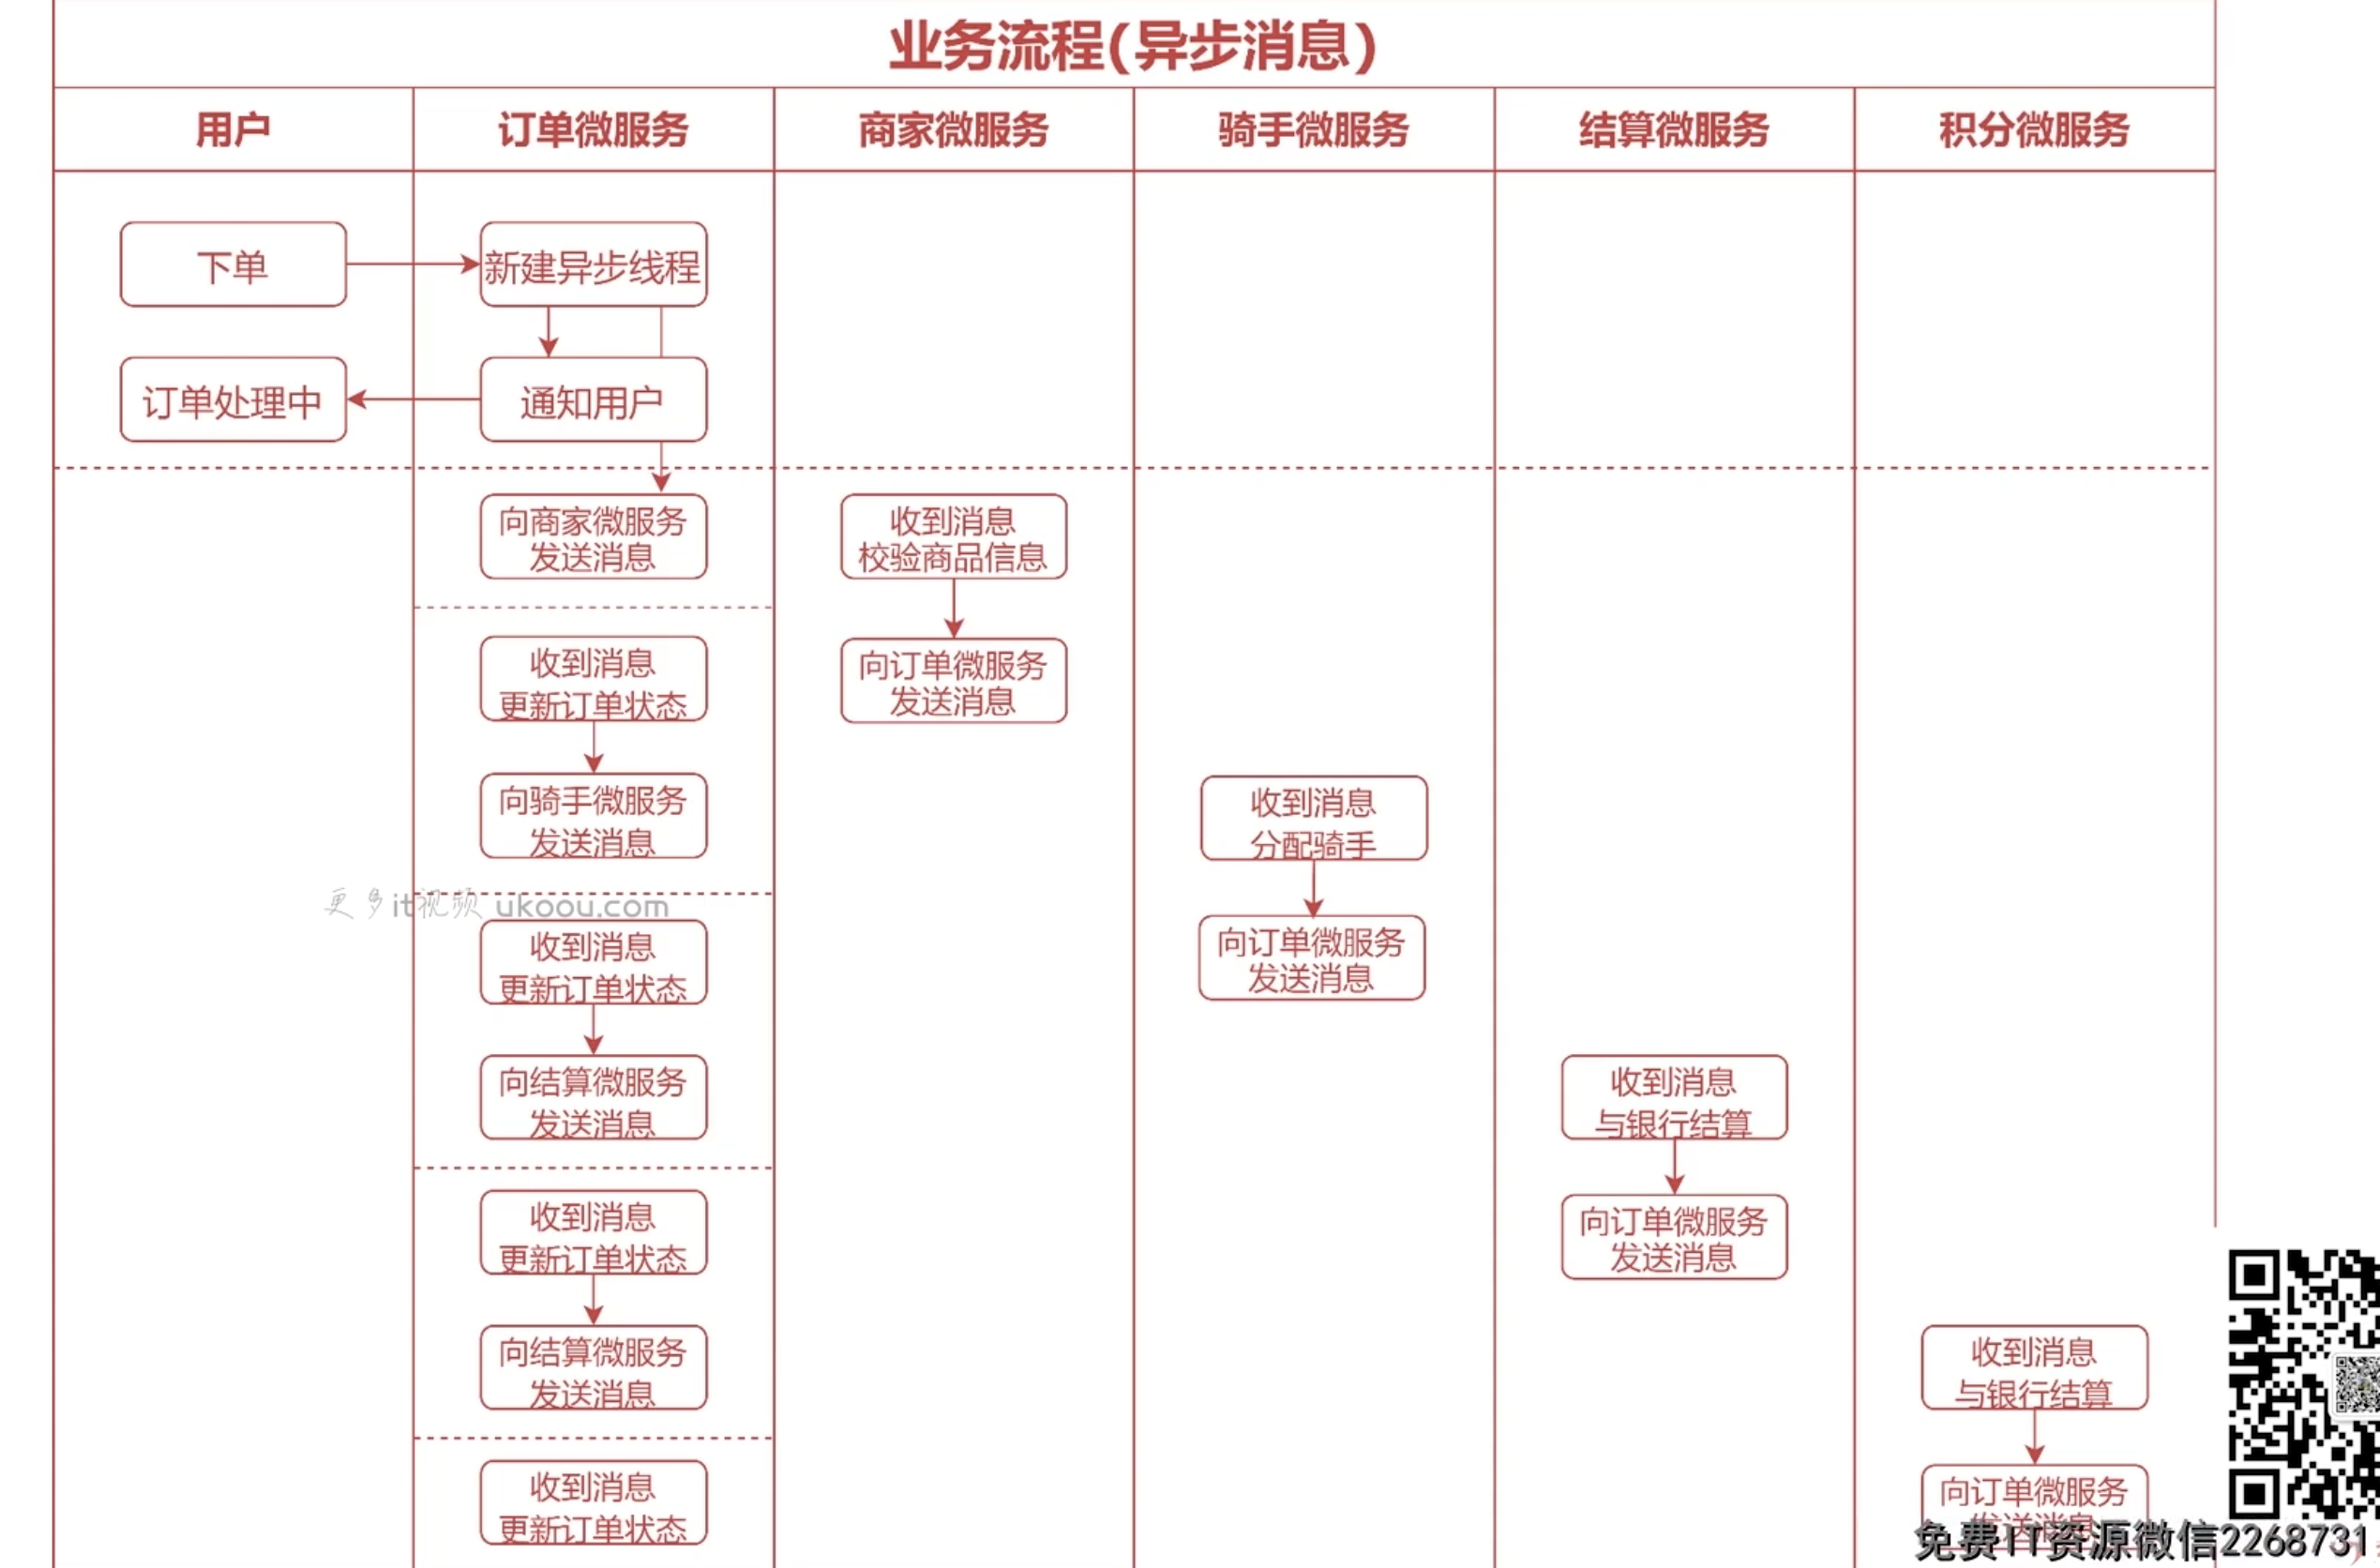 业务流程(异步消息)
用户
订单微服务
商家微服务
骑手微服务
结算微服务
积分微服务
下单
新建异步线程
订单处理中
通知用户
向商家微服务
发送消息
收到消息
校验商品信息
收到消息
更新订单状态
向订单微服务
发送消息
向骑手微服务
发送消息
收到消息
分配骑手
更多it视频 ukoou.com
收到消息
更新订单状态
向订单微服务
发送消息
向结算微服务
发送消息
收到消息
与银行结算
收到消息
更新订单状态
向订单微服务
发送消息
向结算微服务
发送消息
收到消息
与银行结算
收到消息
更新订单状态
向订单微服务
发送消息
免费IT资源微信2268731